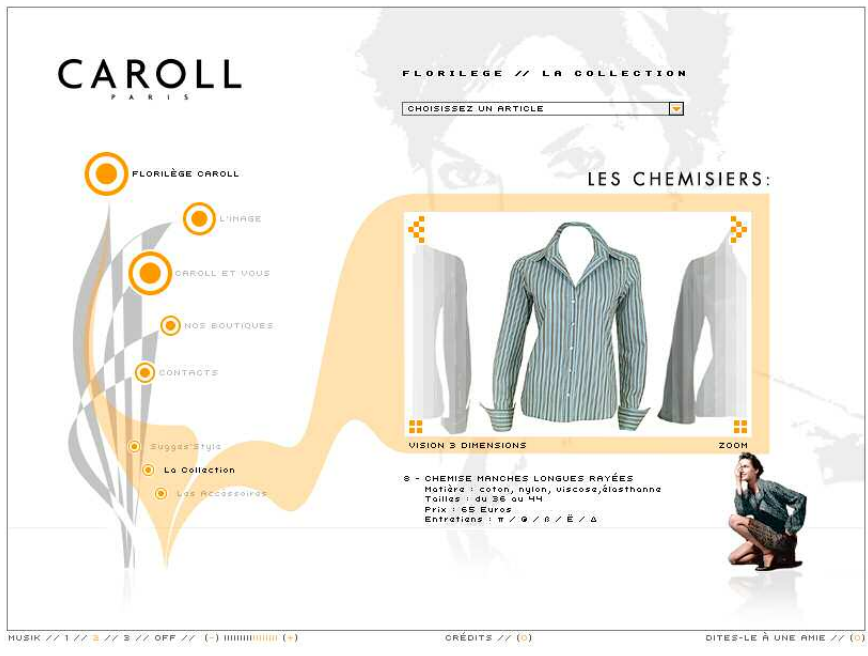 CAROLL
PARIS
FLORILEGE // LA COLLECTION
CHOISISSEZ UN ARTICLE
FLORILÈGE CAROLL
L'IMAGE
CAROLL ET VOUS
NOS BOUTIQUES
CONTACTS
Sugges'Style
La Collection
Les Accessoires
LES CHEMISIERS:
VISION 3 DIMENSIONS
ZOOM
8 - CHEMISE MANCHES LONGUES RAYÉES
Matière : coton, nylon, viscose,élasthanne
Tailles : du 36 au 44
Prix : 65 Euros
Entretiens : π / @ / ß / Ë / Δ
MUSIK // 1 // 2 // 3 // OFF // (-) IIIIIIIIIIIIIIIII (+)
CRÉDITS // (O)
DITES-LE À UNE AMIE // (O)